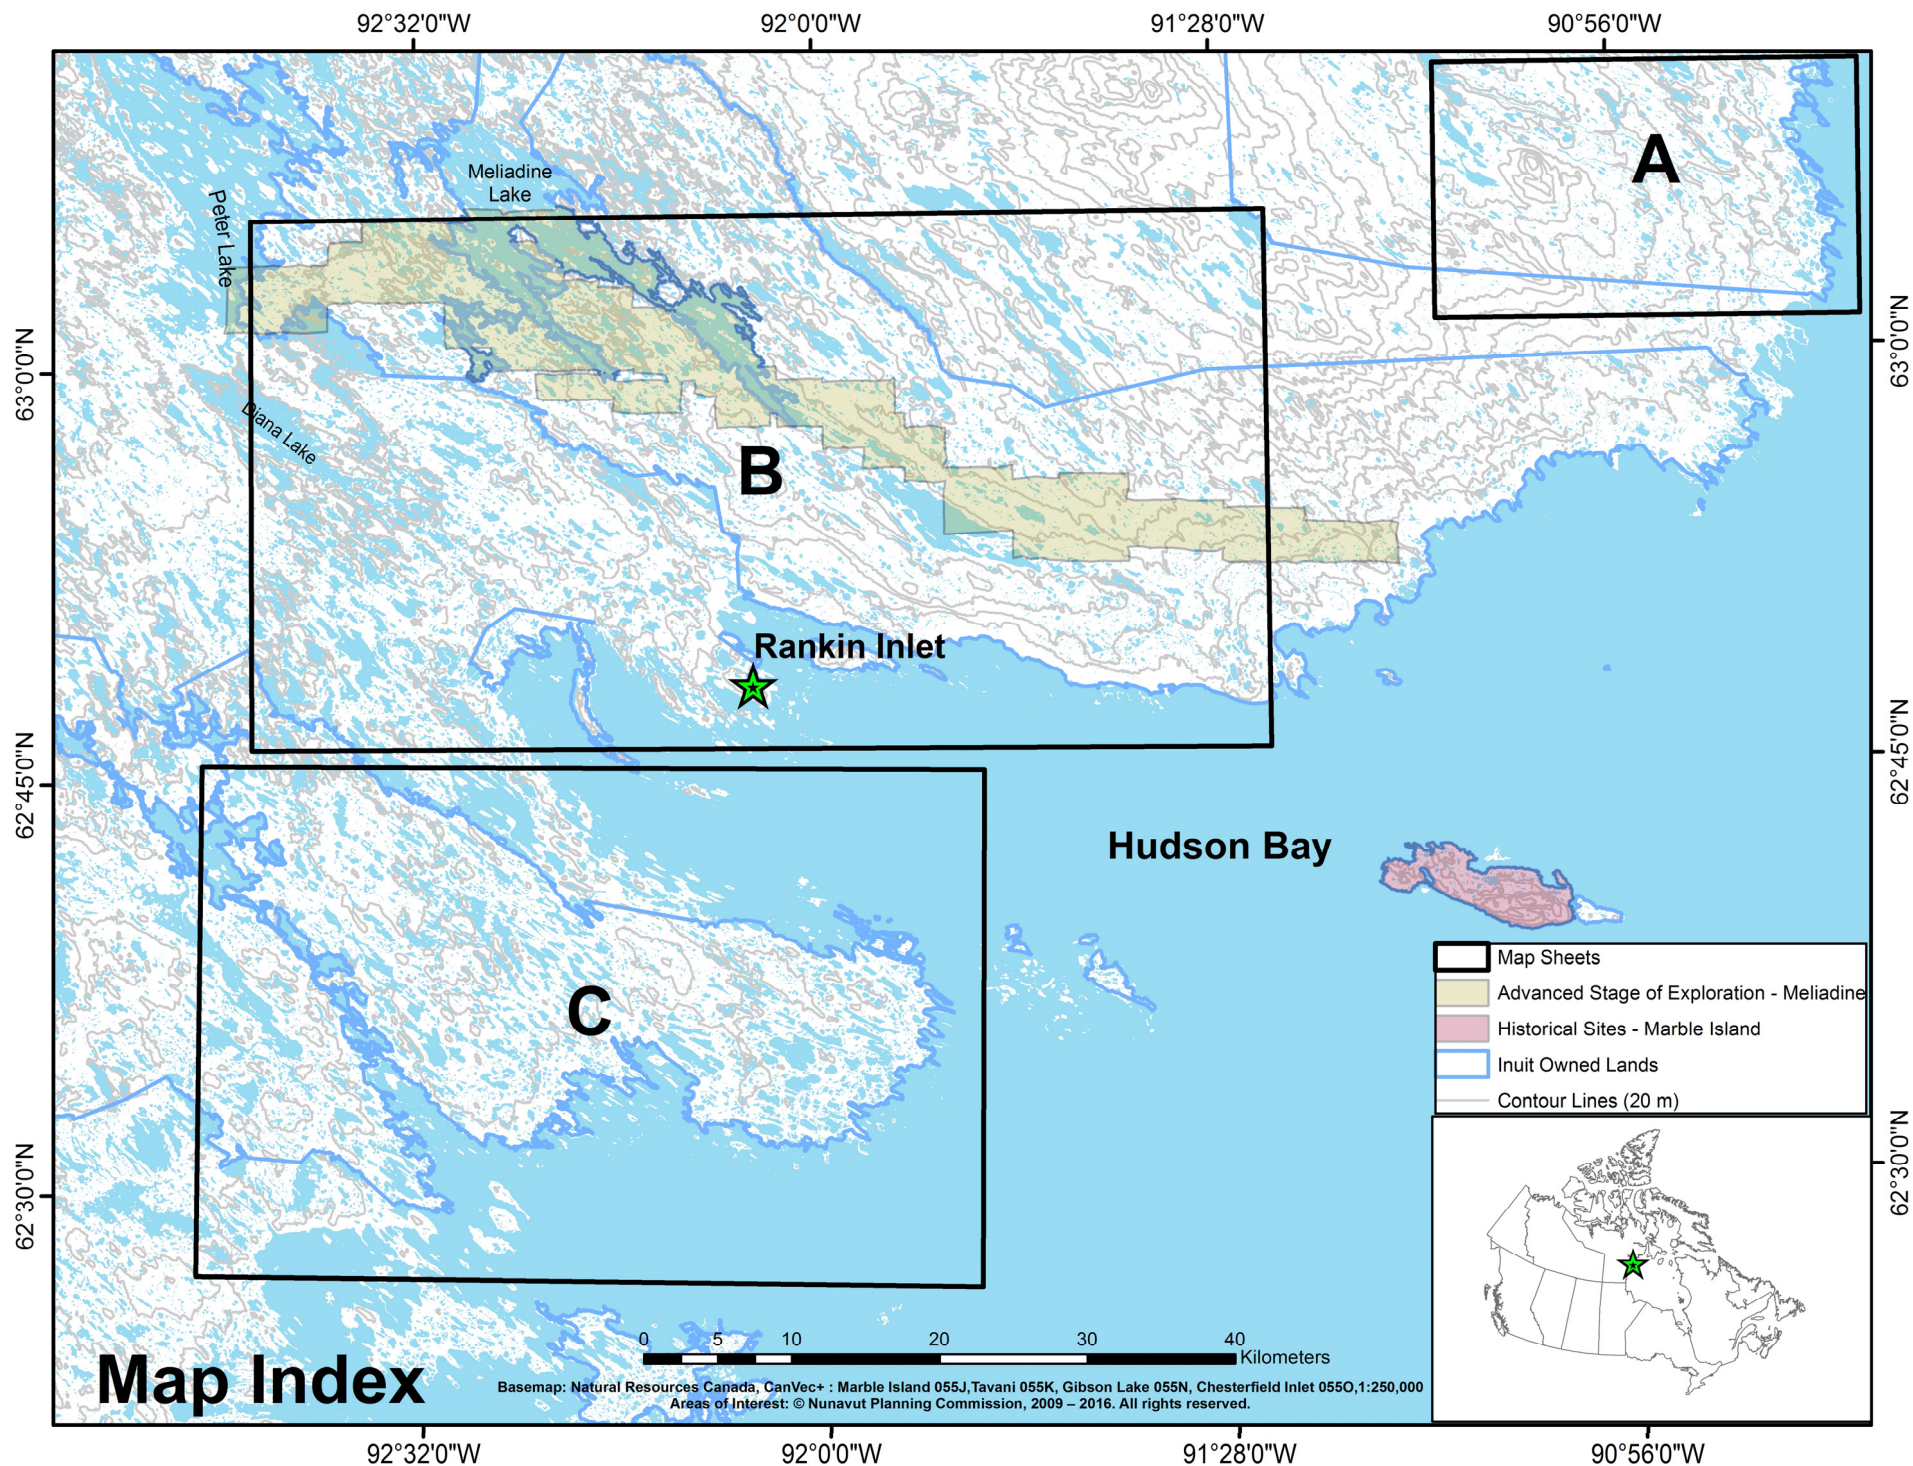 92°32'0"W 92°0'0"W 91°28'0"W 90°56'0"W
A
Meliadine
Lake
Peter Lake
63°0'0"N
63°0'0"N
Diana Lake
B
Rankin Inlet
62°45'0"N
62°45'0"N
Hudson Bay
Map Sheets
Advanced Stage of Exploration - Meliadine
Historical Sites - Marble Island
Inuit Owned Lands
Contour Lines (20 m)
C
62°30'0"N
62°30'0"N
0 5 10 20 30 40
Kilometers
Map Index
Basemap: Natural Resources Canada, CanVec+ : Marble Island 055J,Tavani 055K, Gibson Lake 055N, Chesterfield Inlet 055O,1:250,000
Areas of Interest: © Nunavut Planning Commission, 2009 – 2016. All rights reserved.
92°32'0"W 92°0'0"W 91°28'0"W 90°56'0"W